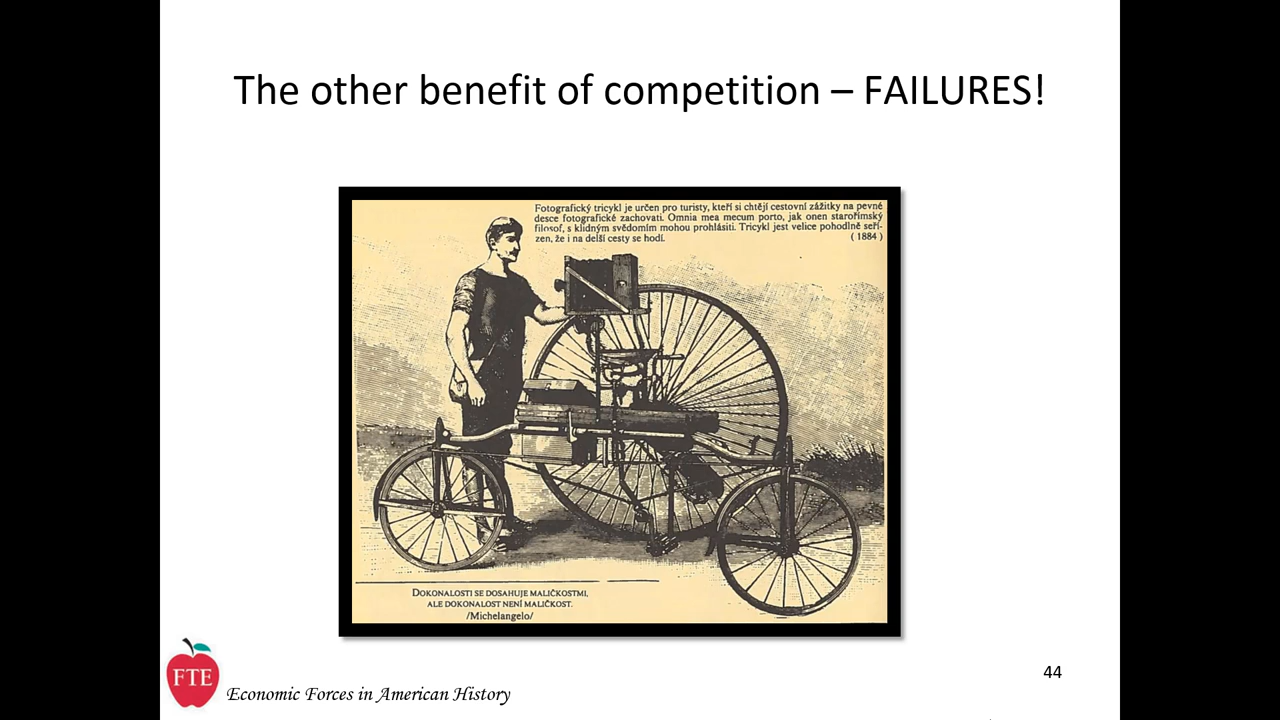 The other benefit of competition – FAILURES!
Fotografický tricykl je určen pro turisty, kteří si chtějí cestovní zážitky na pevné
desce fotografické zachovati. Omnia mea mecum porto, jak onen starořímský
filosof, s klidným svědomím mohou prohlásiti. Tricykl jest velice pohodlně seří-
zen, že i na delší cesty se hodí. ( 1884 )
DOKONALOSTI SE DOSAHUJE MALIČKOSTMI,
ALE DOKONALOST NENÍ MALIČKOST.
/Michelangelo/
FTE
Economic Forces in American History
44